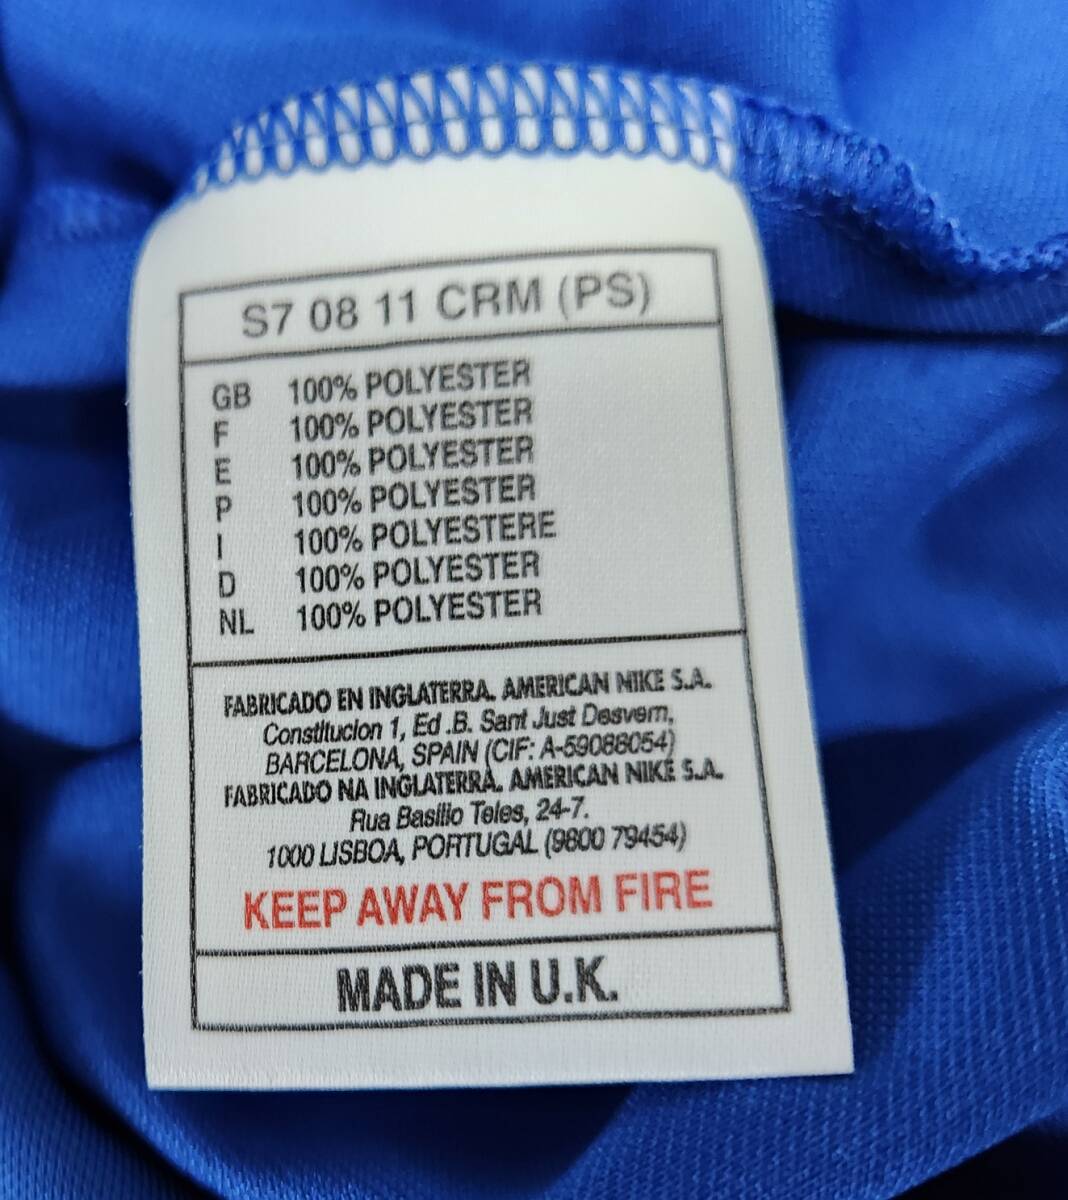 S7 08 11 CRM (PS)
GB 100% POLYESTER
F 100% POLYESTER
E 100% POLYESTER
P 100% POLYESTER
I 100% POLYESTERE
D 100% POLYESTER
NL 100% POLYESTER
FABRICADO EN INGLATERRA. AMERICAN NIKE S.A.
Constitucion 1, Ed .B. Sant Just Desvern,
BARCELONA, SPAIN (CIF: A-59088054)
FABRICADO NA INGLATERRA. AMERICAN NIKE S.A.
Rua Basilio Teles, 24-7.
1000 LISBOA, PORTUGAL (9800 79454)
KEEP AWAY FROM FIRE
MADE IN U.K.